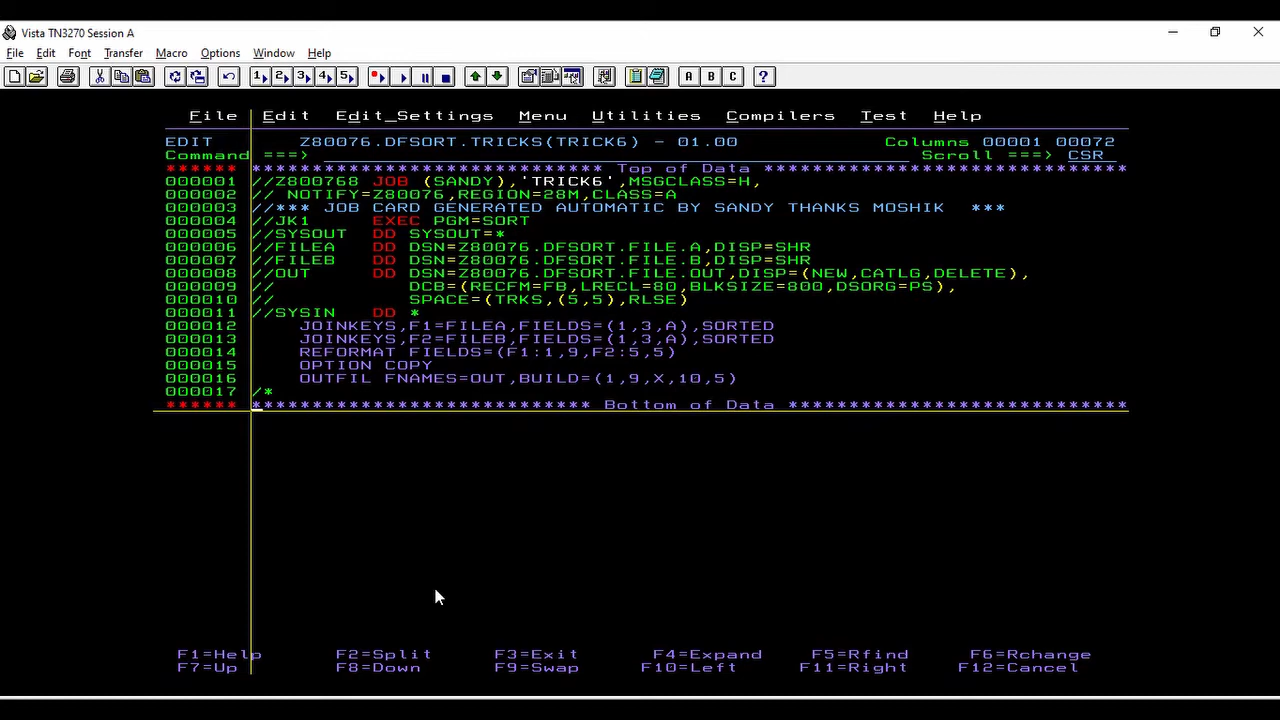 Vista TN3270 Session A
File Edit Font Transfer Macro Options Window Help
1 2 3 4 5 A B C ?
File Edit Edit_Settings Menu Utilities Compilers Test Help
EDIT Z80076.DFSORT.TRICKS(TRICK6) - 01.00 Columns 00001 00072
Command ===> Scroll ===> CSR
****** *************************** Top of Data ****************************
000001 //Z800768 JOB (SANDY),'TRICK6',MSGCLASS=H,
000002 // NOTIFY=Z80076,REGION=28M,CLASS=A
000003 //*** JOB CARD GENERATED AUTOMATIC BY SANDY THANKS MOSHIK ***
000004 //JK1 EXEC PGM=SORT
000005 //SYSOUT DD SYSOUT=*
000006 //FILEA DD DSN=Z80076.DFSORT.FILE.A,DISP=SHR
000007 //FILEB DD DSN=Z80076.DFSORT.FILE.B,DISP=SHR
000008 //OUT DD DSN=Z80076.DFSORT.FILE.OUT,DISP=(NEW,CATLG,DELETE),
000009 // DCB=(RECFM=FB,LRECL=80,BLKSIZE=800,DSORG=PS),
000010 // SPACE=(TRKS,(5,5),RLSE)
000011 //SYSIN DD *
000012 JOINKEYS,F1=FILEA,FIELDS=(1,3,A),SORTED
000013 JOINKEYS,F2=FILEB,FIELDS=(1,3,A),SORTED
000014 REFORMAT FIELDS=(F1:1,9,F2:5,5)
000015 OPTION COPY
000016 OUTFIL FNAMES=OUT,BUILD=(1,9,X,10,5)
000017 /*
****** **************************** Bottom of Data ****************************
F1=Help F2=Split F3=Exit F4=Expand F5=Rfind F6=Rchange
F7=Up F8=Down F9=Swap F10=Left F11=Right F12=Cancel